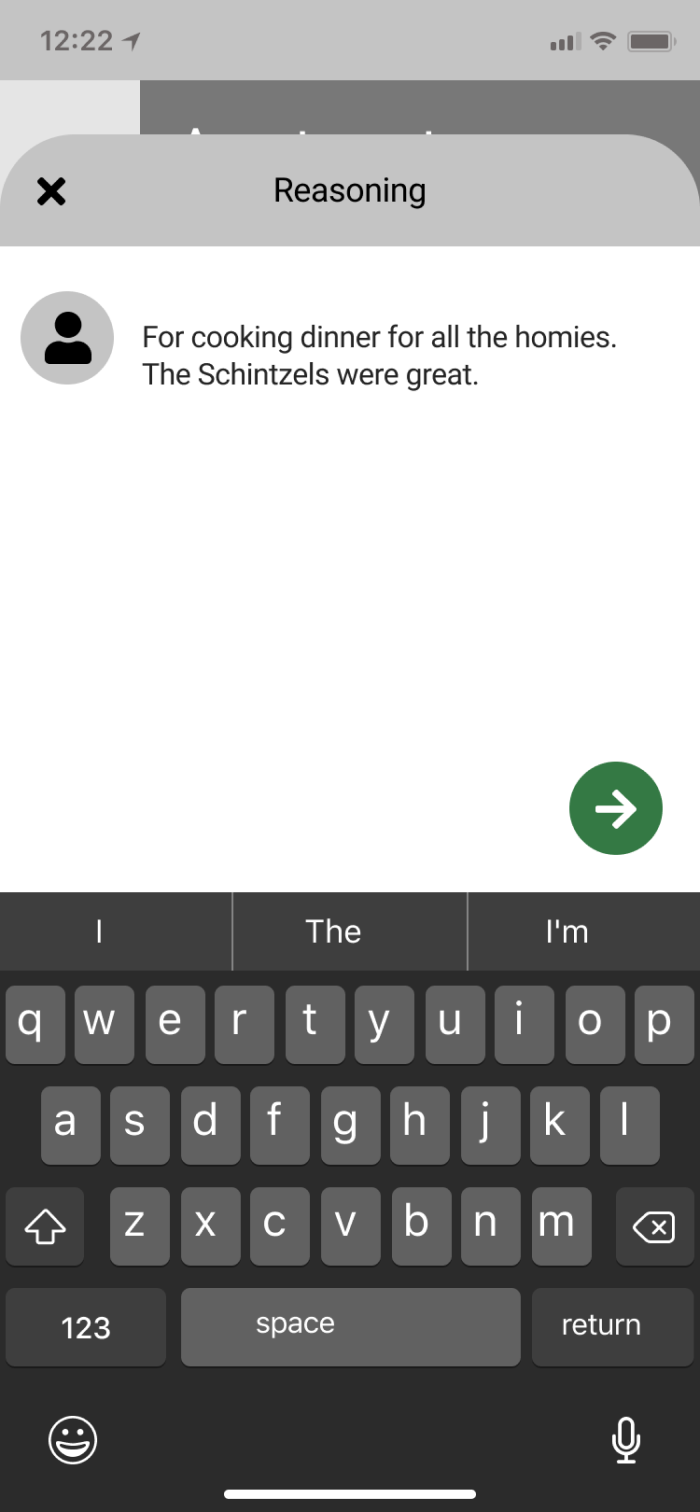 12:22
Reasoning
For cooking dinner for all the homies.
The Schintzels were great.
I The I'm
q w e r t y u i o p
a s d f g h j k l
z x c v b n m
123 space return